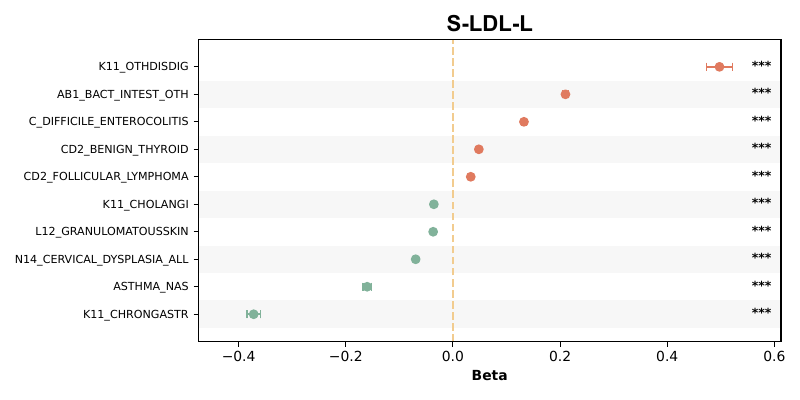 S-LDL-L
K11_OTHDISDIG ***
AB1_BACT_INTEST_OTH ***
C_DIFFICILE_ENTEROCOLITIS ***
CD2_BENIGN_THYROID ***
CD2_FOLLICULAR_LYMPHOMA ***
K11_CHOLANGI ***
L12_GRANULOMATOUSSKIN ***
N14_CERVICAL_DYSPLASIA_ALL ***
ASTHMA_NAS ***
K11_CHRONGASTR ***
−0.4 −0.2 0.0 0.2 0.4 0.6
Beta